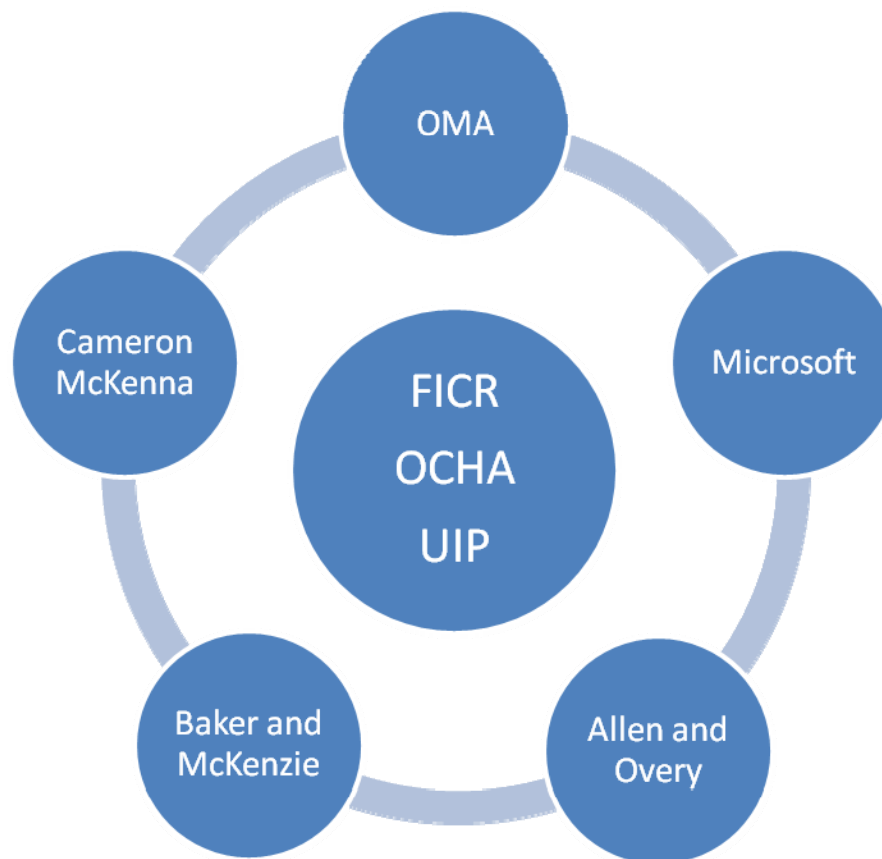 OMA
Microsoft
Allen and
Overy
Baker and
McKenzie
Cameron
McKenna
FICR
OCHA
UIP